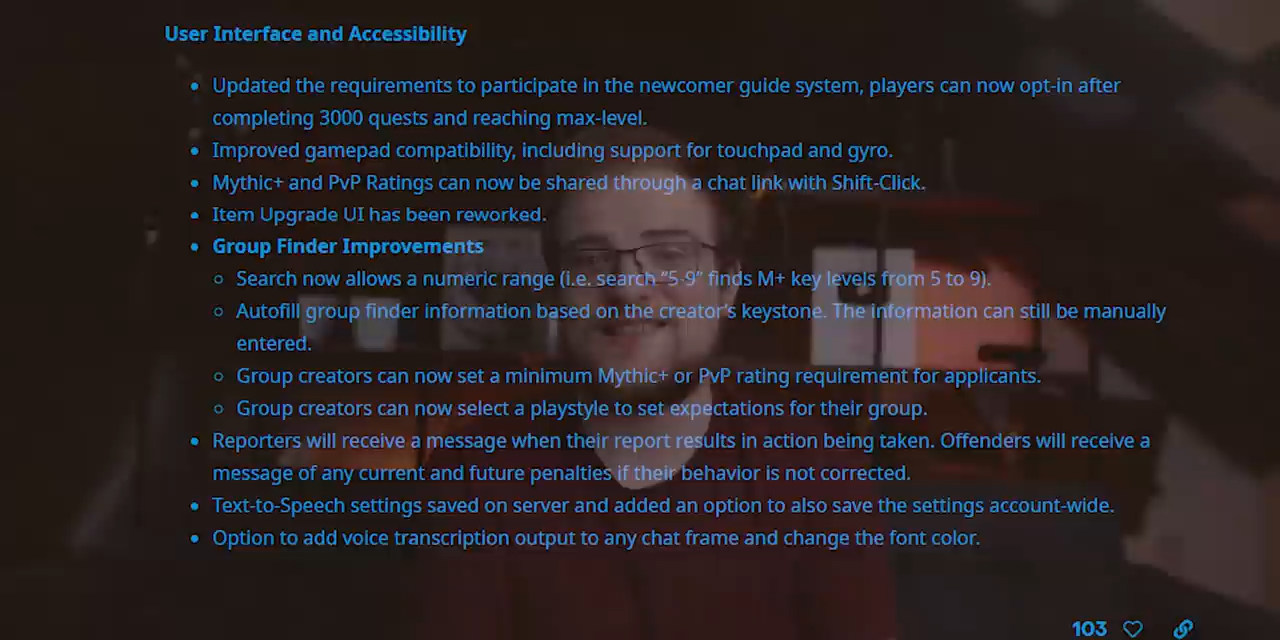 User Interface and Accessibility
Updated the requirements to participate in the newcomer guide system, players can now opt-in after
completing 3000 quests and reaching max-level.
Improved gamepad compatibility, including support for touchpad and gyro.
Mythic+ and PvP Ratings can now be shared through a chat link with Shift-Click.
Item Upgrade UI has been reworked.
Group Finder Improvements
Search now allows a numeric range (i.e. search “5-9” finds M+ key levels from 5 to 9).
Autofill group finder information based on the creator’s keystone. The information can still be manually
entered.
Group creators can now set a minimum Mythic+ or PvP rating requirement for applicants.
Group creators can now select a playstyle to set expectations for their group.
Reporters will receive a message when their report results in action being taken. Offenders will receive a
message of any current and future penalties if their behavior is not corrected.
Text-to-Speech settings saved on server and added an option to also save the settings account-wide.
Option to add voice transcription output to any chat frame and change the font color.
103